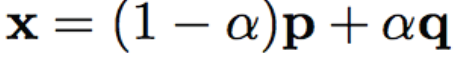 x = (1 − α)p + αq